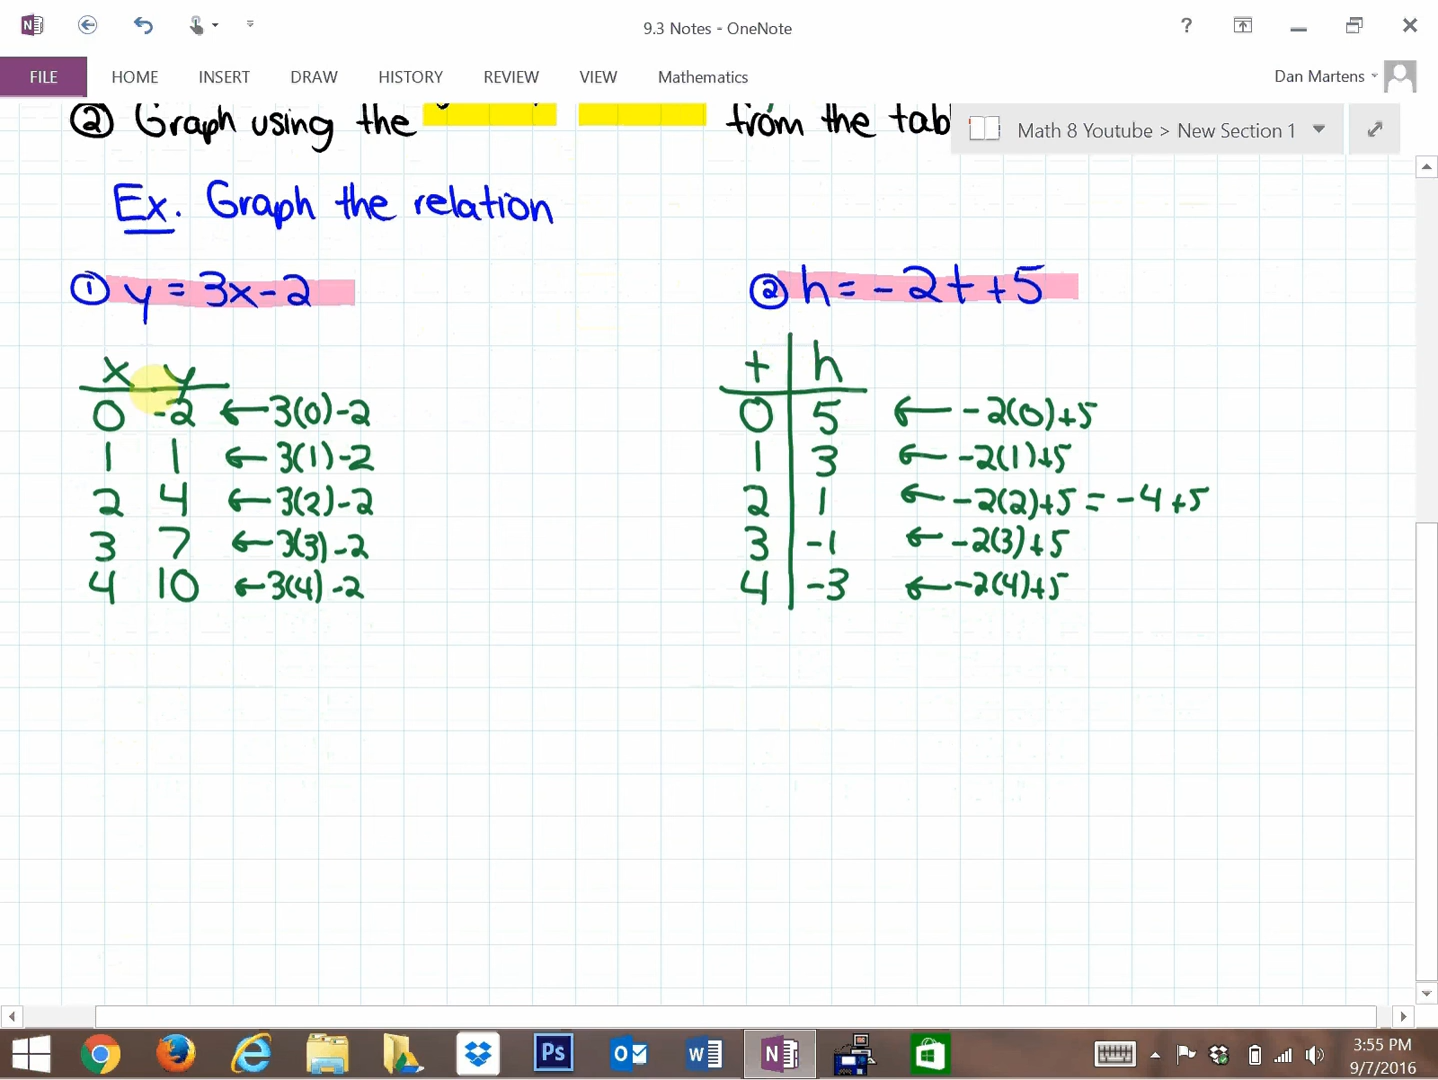 9.3 Notes - OneNote
FILE HOME INSERT DRAW HISTORY REVIEW VIEW Mathematics
Dan Martens
② Graph using the from the tab
Math 8 Youtube > New Section 1
Ex. Graph the relation
① y = 3x - 2
② h = - 2t + 5
x y
0 -2 ← 3(0) - 2
1 1 ← 3(1) - 2
2 4 ← 3(2) - 2
3 7 ← 3(3) - 2
4 10 ← 3(4) - 2
t h
0 5 ← -2(0)+5
1 3 ← -2(1)+5
2 1 ← -2(2)+5 = -4+5
3 -1 ← -2(3)+5
4 -3 ← -2(4)+5
3:55 PM
9/7/2016